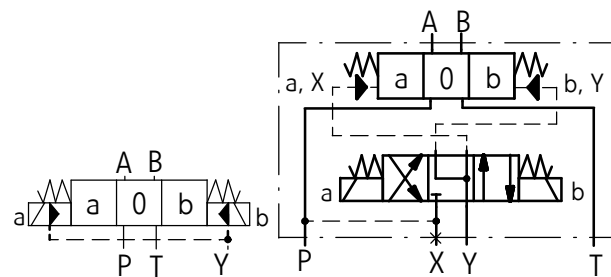 A B
a, X a 0 b b, Y
A B
a a 0 b b
a b
P T Y
P X Y T